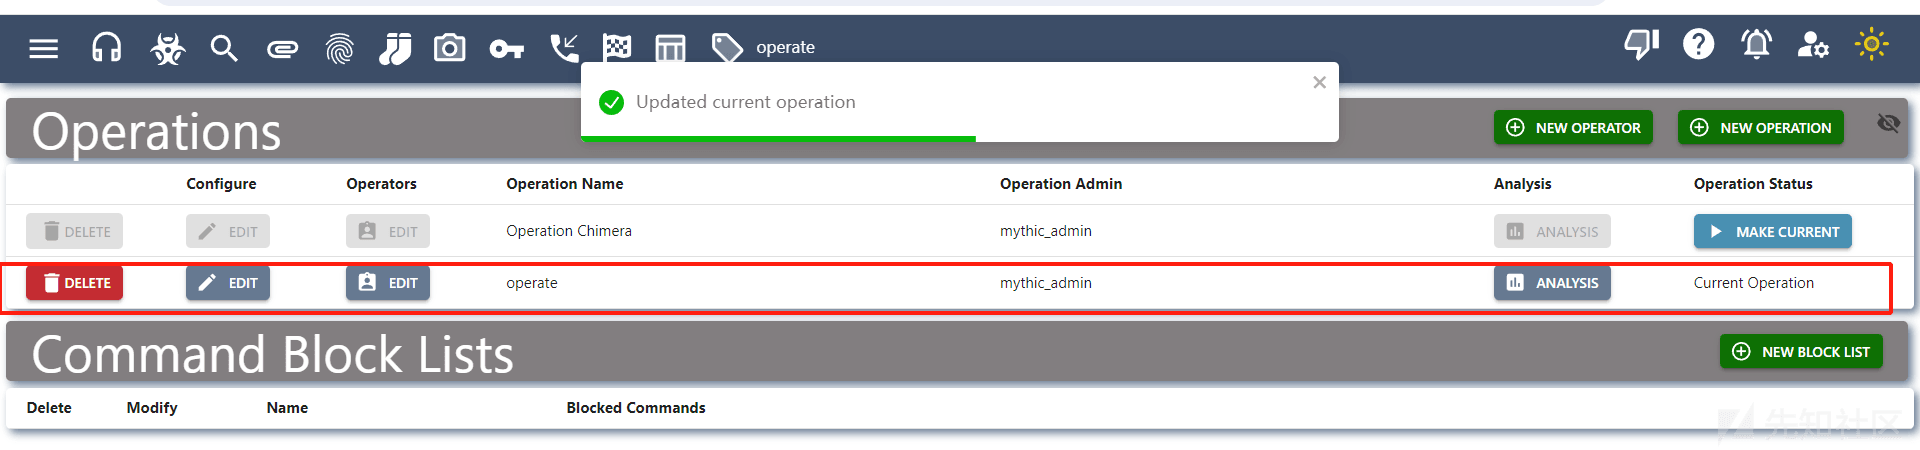 operate
Updated current operation
Operations
NEW OPERATOR
NEW OPERATION
Configure Operators Operation Name Operation Admin Analysis Operation Status
DELETE EDIT EDIT Operation Chimera mythic_admin ANALYSIS MAKE CURRENT
DELETE EDIT EDIT operate mythic_admin ANALYSIS Current Operation
Command Block Lists
NEW BLOCK LIST
Delete Modify Name Blocked Commands
先知社区